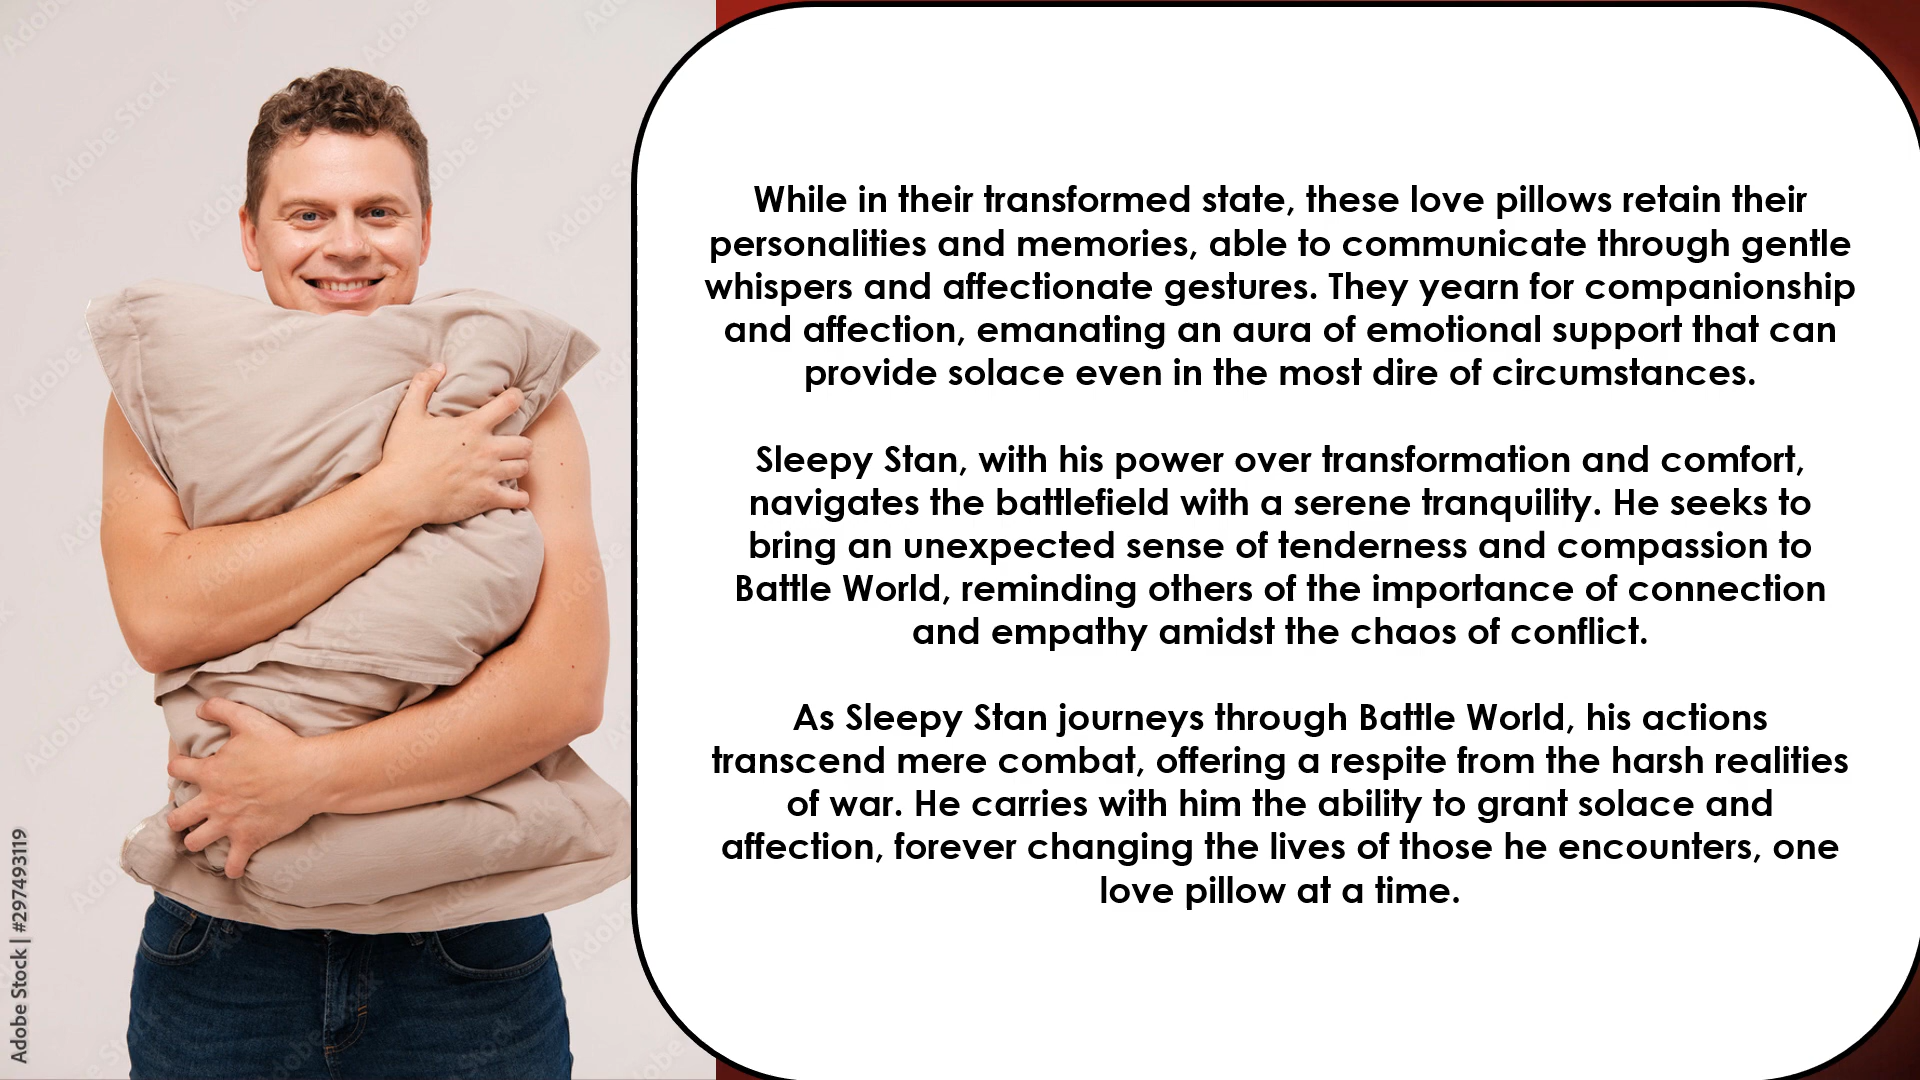 While in their transformed state, these love pillows retain their
personalities and memories, able to communicate through gentle
whispers and affectionate gestures. They yearn for companionship
and affection, emanating an aura of emotional support that can
provide solace even in the most dire of circumstances.
Sleepy Stan, with his power over transformation and comfort,
navigates the battlefield with a serene tranquility. He seeks to
bring an unexpected sense of tenderness and compassion to
Battle World, reminding others of the importance of connection
and empathy amidst the chaos of conflict.
As Sleepy Stan journeys through Battle World, his actions
transcend mere combat, offering a respite from the harsh realities
of war. He carries with him the ability to grant solace and
affection, forever changing the lives of those he encounters, one
love pillow at a time.
Adobe Stock | #297493119